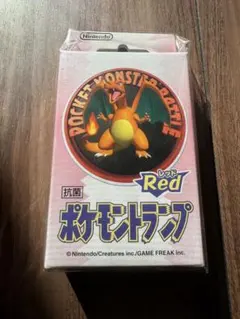 Nintendo
POCKET MONSTER BATTLE
レッド
Red
抗菌
ポケモントランプ
©Nintendo/Creatures inc./GAME FREAK inc.